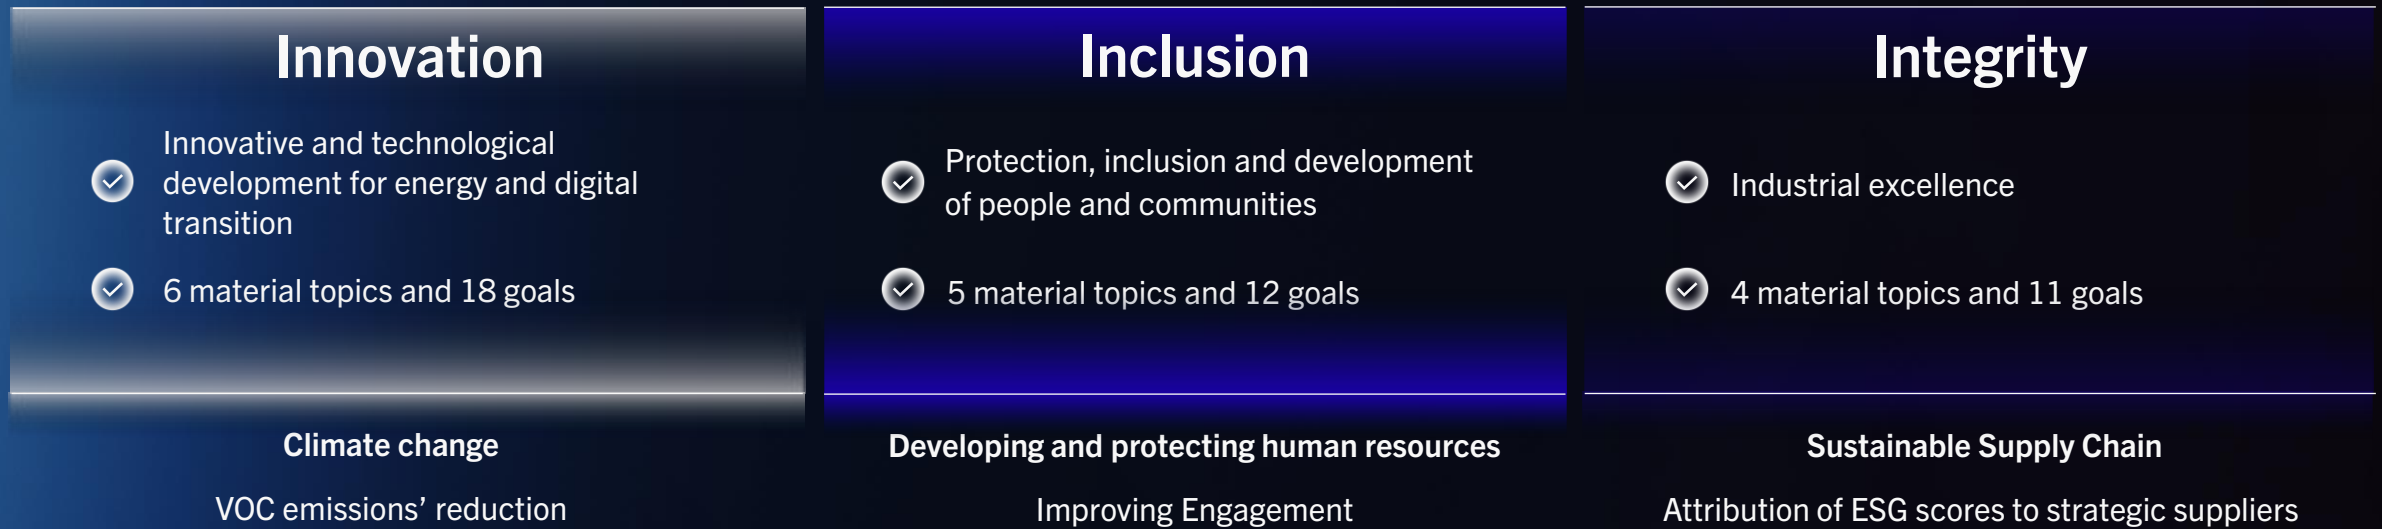 Innovation
Innovative and technological
development for energy and digital
transition
6 material topics and 18 goals
Climate change
VOC emissions’ reduction
Inclusion
Protection, inclusion and development
of people and communities
5 material topics and 12 goals
Developing and protecting human resources
Improving Engagement
Integrity
Industrial excellence
4 material topics and 11 goals
Sustainable Supply Chain
Attribution of ESG scores to strategic suppliers